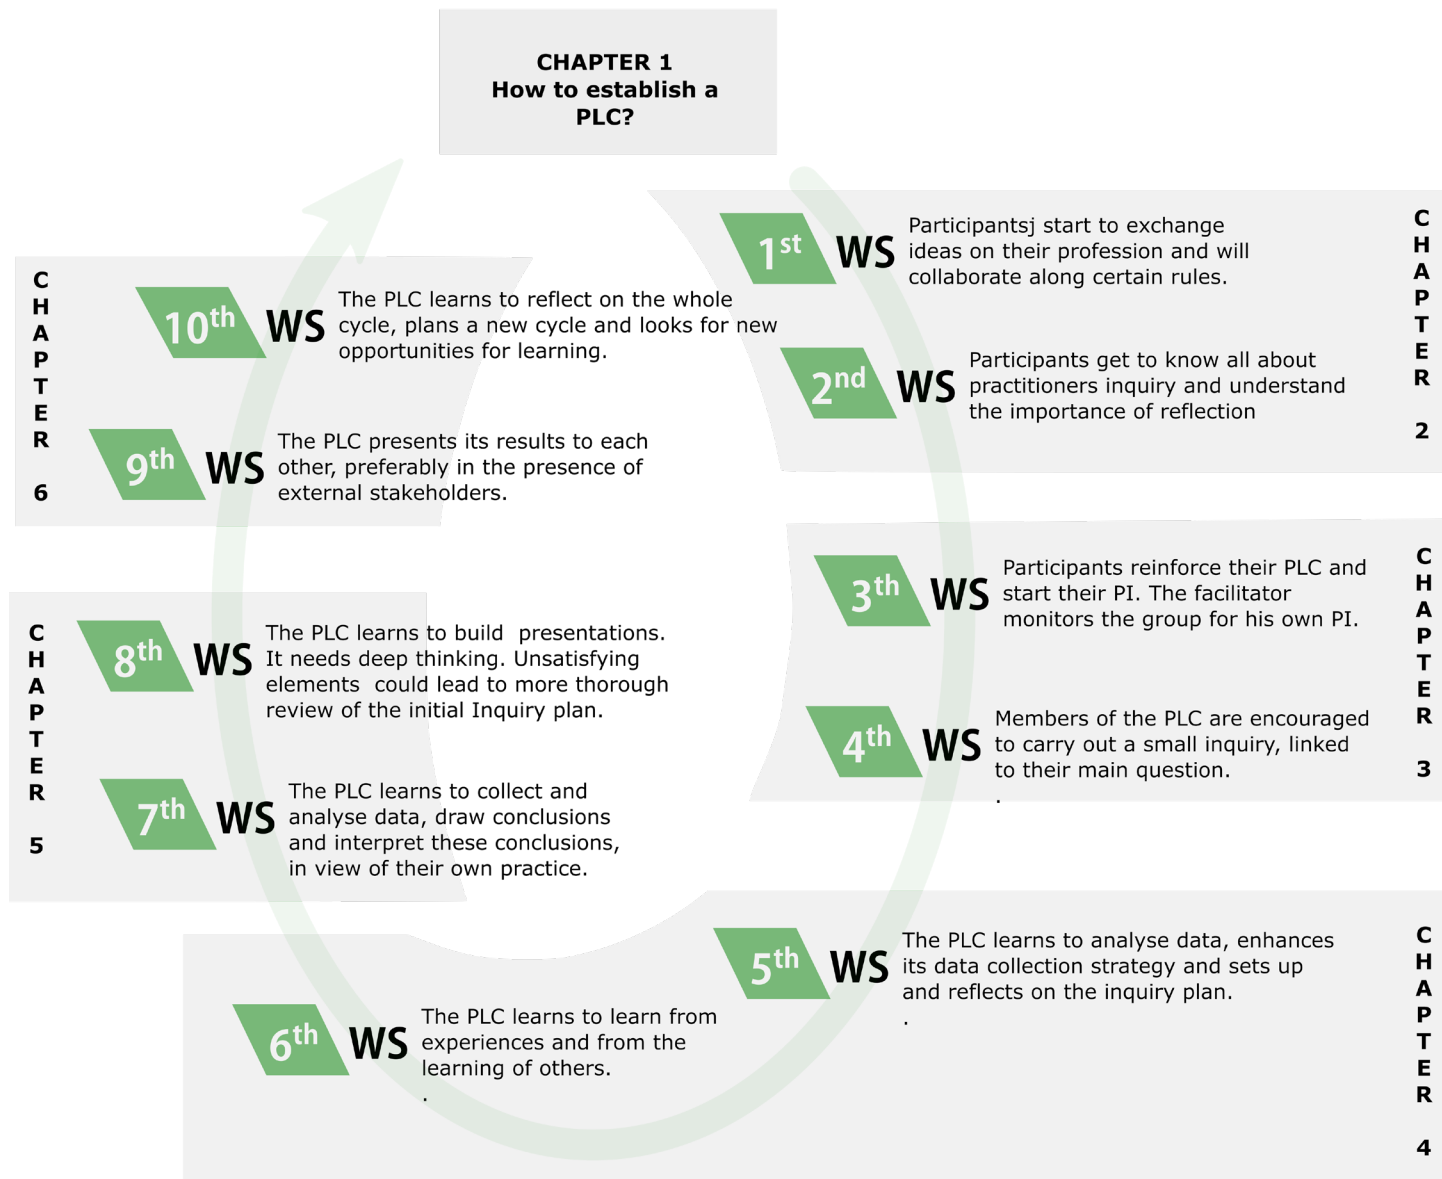 CHAPTER 1
How to establish a
PLC?
CHAPTER 2
1st WS
Participantsj start to exchange
ideas on their profession and will
collaborate along certain rules.
2nd WS
Participants get to know all about
practitioners inquiry and understand
the importance of reflection
CHAPTER 3
3th WS
Participants reinforce their PLC and
start their PI. The facilitator
monitors the group for his own PI.
4th WS
Members of the PLC are encouraged
to carry out a small inquiry, linked
to their main question.
.
CHAPTER 4
5th WS
The PLC learns to analyse data, enhances
its data collection strategy and sets up
and reflects on the inquiry plan.
.
6th WS
The PLC learns to learn from
experiences and from the
learning of others.
.
CHAPTER 5
7th WS
The PLC learns to collect and
analyse data, draw conclusions
and interpret these conclusions,
in view of their own practice.
8th WS
The PLC learns to build  presentations.
It needs deep thinking. Unsatisfying
elements  could lead to more thorough
review of the initial Inquiry plan.
CHAPTER 6
9th WS
The PLC presents its results to each
other, preferably in the presence of
external stakeholders.
10th WS
The PLC learns to reflect on the whole
cycle, plans a new cycle and looks for new
opportunities for learning.